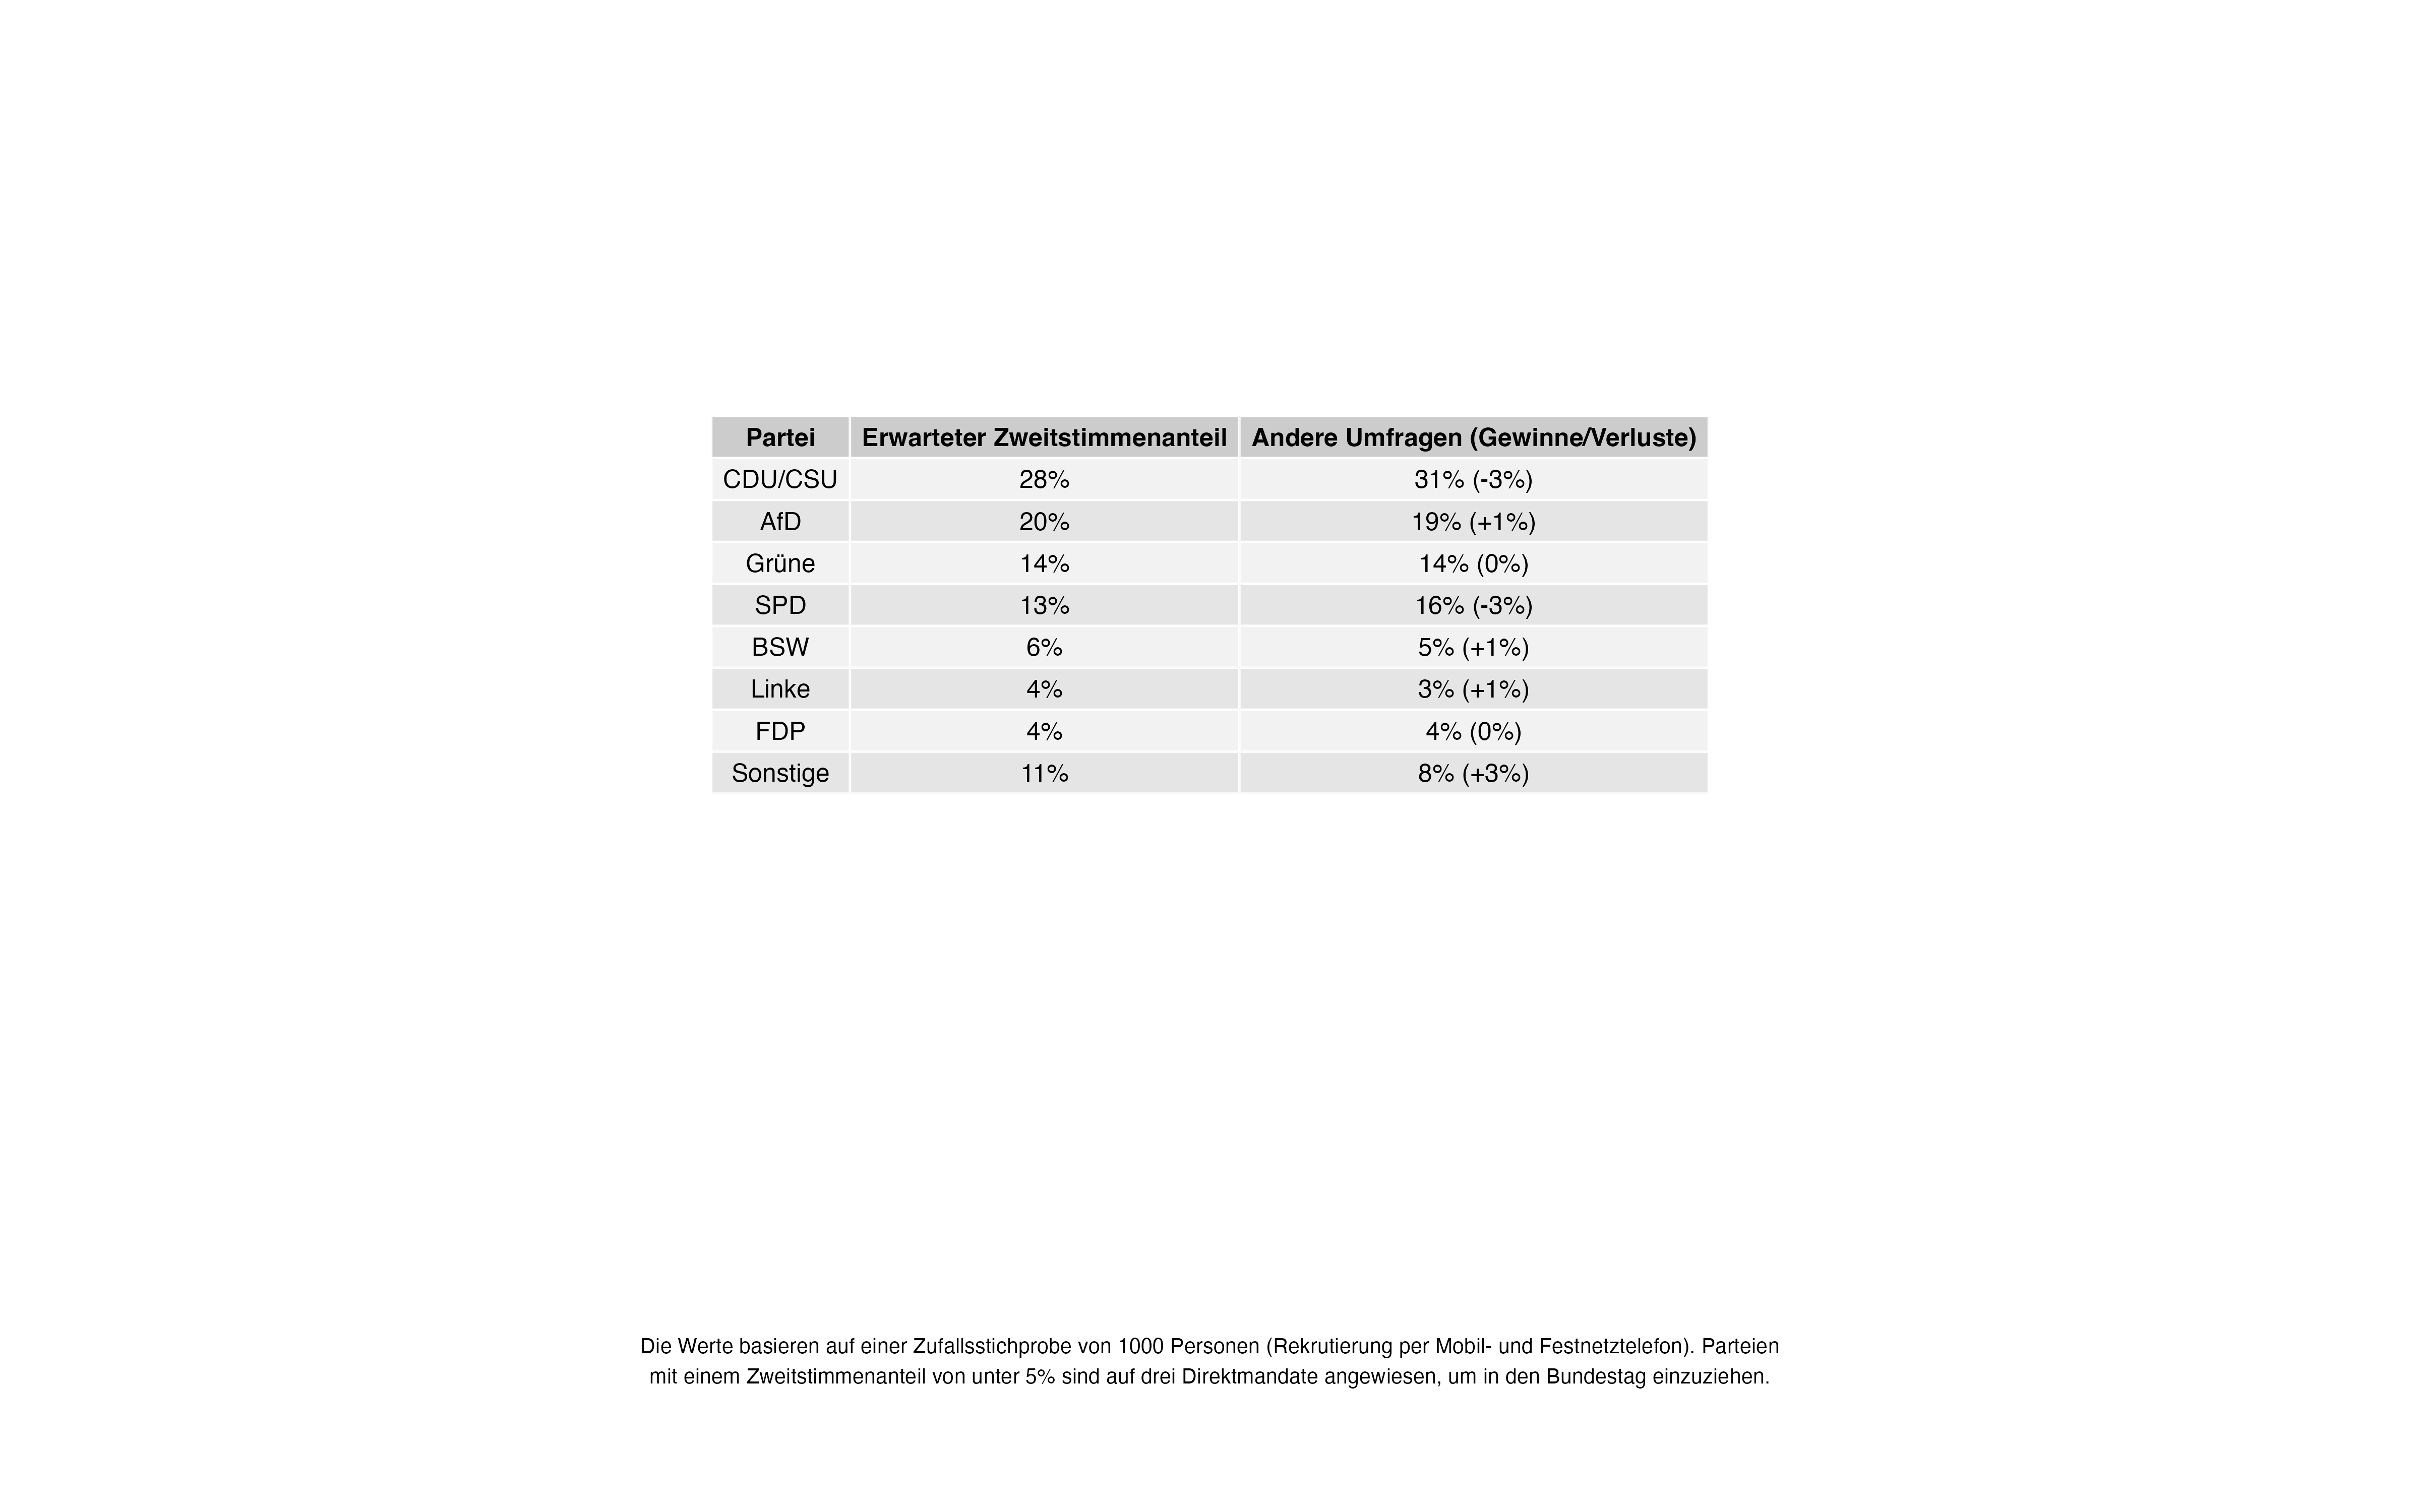 Partei Erwarteter Zweitstimmenanteil Andere Umfragen (Gewinne/Verluste)
CDU/CSU 28% 31% (-3%)
AfD 20% 19% (+1%)
Grüne 14% 14% (0%)
SPD 13% 16% (-3%)
BSW 6% 5% (+1%)
Linke 4% 3% (+1%)
FDP 4% 4% (0%)
Sonstige 11% 8% (+3%)
Die Werte basieren auf einer Zufallsstichprobe von 1000 Personen (Rekrutierung per Mobil- und Festnetztelefon). Parteien
mit einem Zweitstimmenanteil von unter 5% sind auf drei Direktmandate angewiesen, um in den Bundestag einzuziehen.